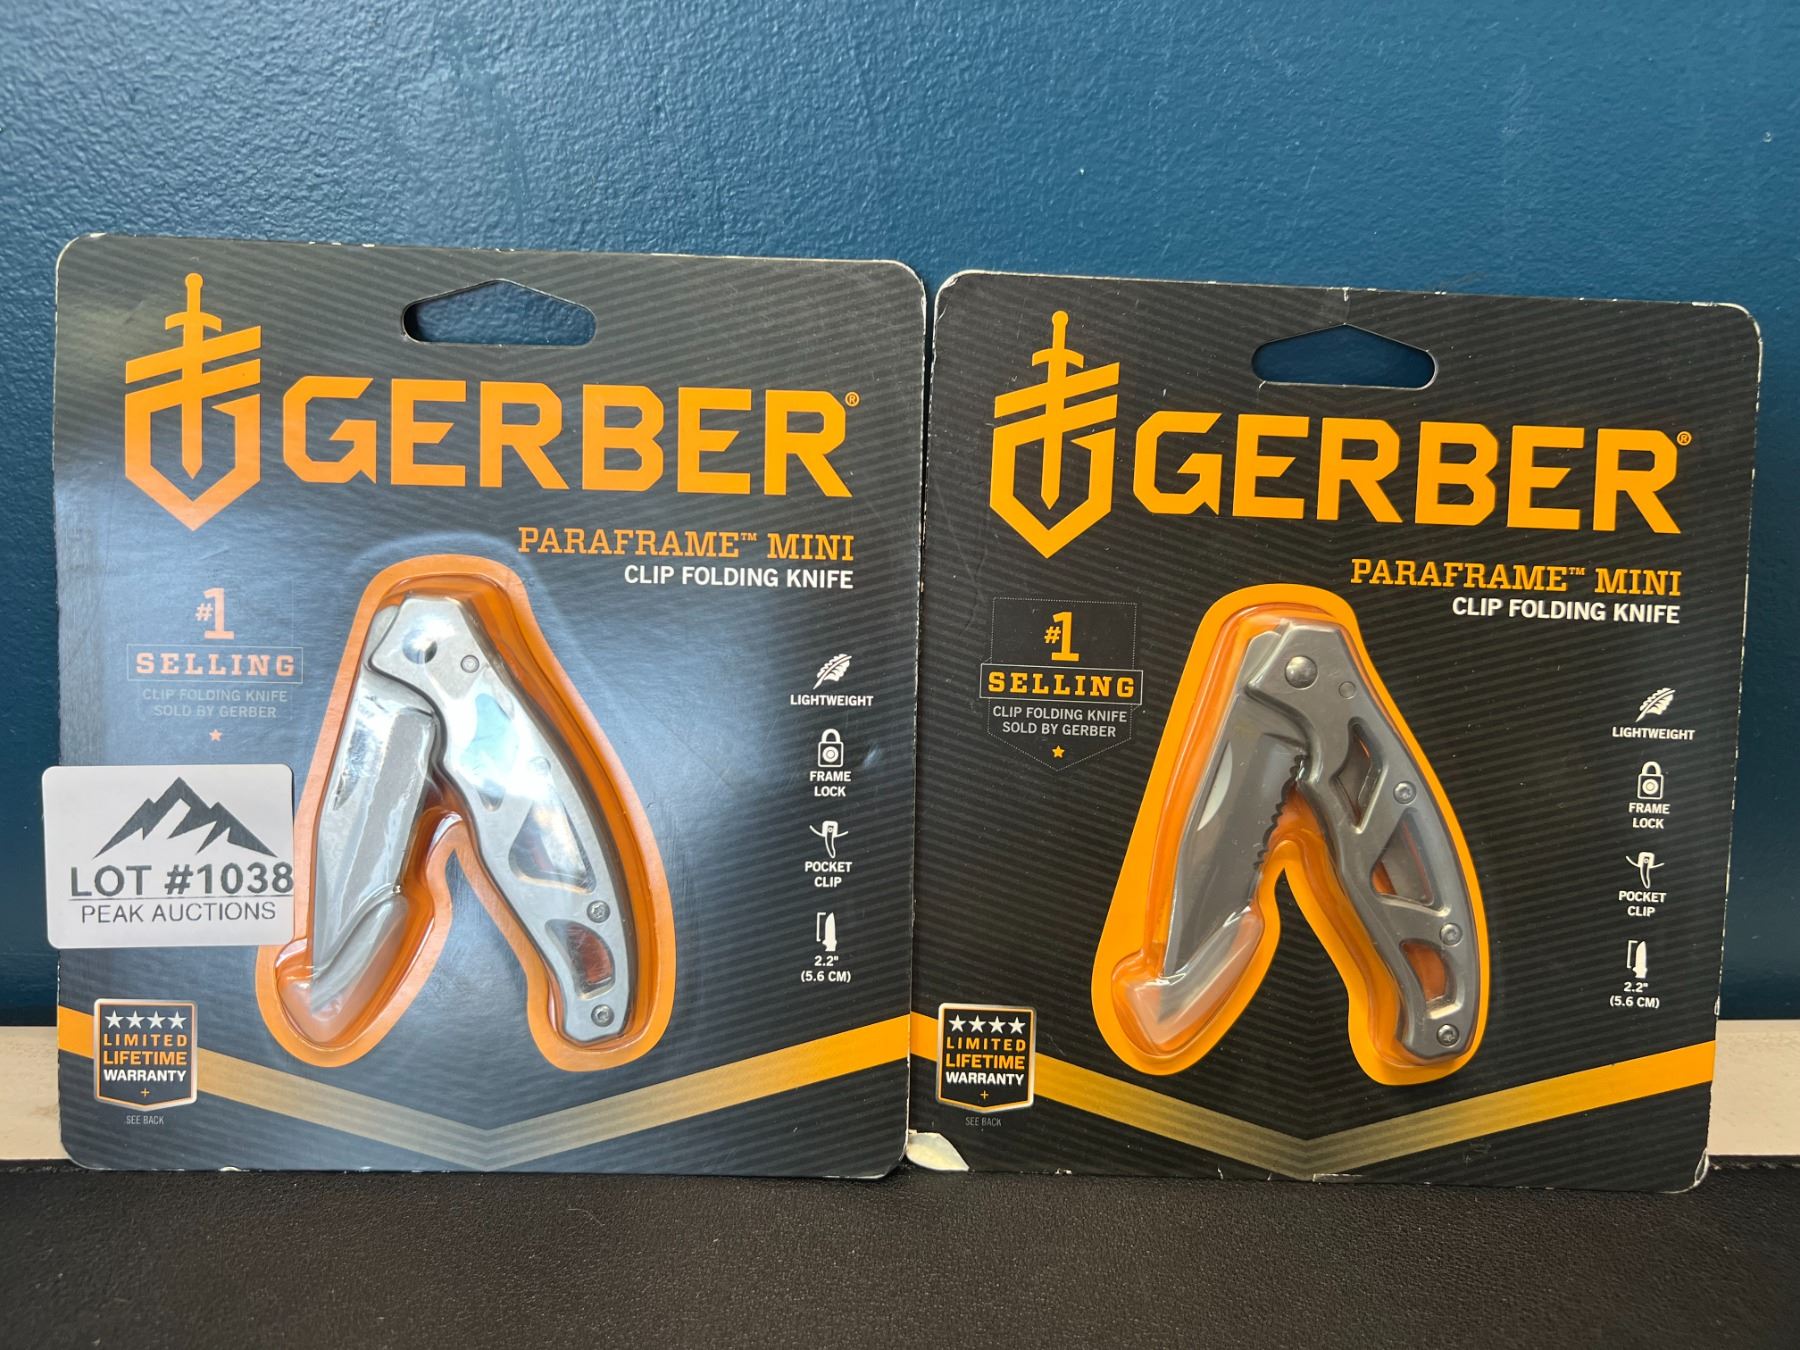 GERBER®
PARAFRAME™ MINI
CLIP FOLDING KNIFE
#1
SELLING
CLIP FOLDING KNIFE
SOLD BY GERBER
LIGHTWEIGHT
FRAME
LOCK
POCKET
CLIP
2.2"
(5.6 CM)
LOT #1038
PEAK AUCTIONS
LIMITED
LIFETIME
WARRANTY
+
SEE BACK
GERBER®
PARAFRAME™ MINI
CLIP FOLDING KNIFE
#1
SELLING
CLIP FOLDING KNIFE
SOLD BY GERBER
LIGHTWEIGHT
FRAME
LOCK
POCKET
CLIP
2.2"
(5.6 CM)
LIMITED
LIFETIME
WARRANTY
+
SEE BACK